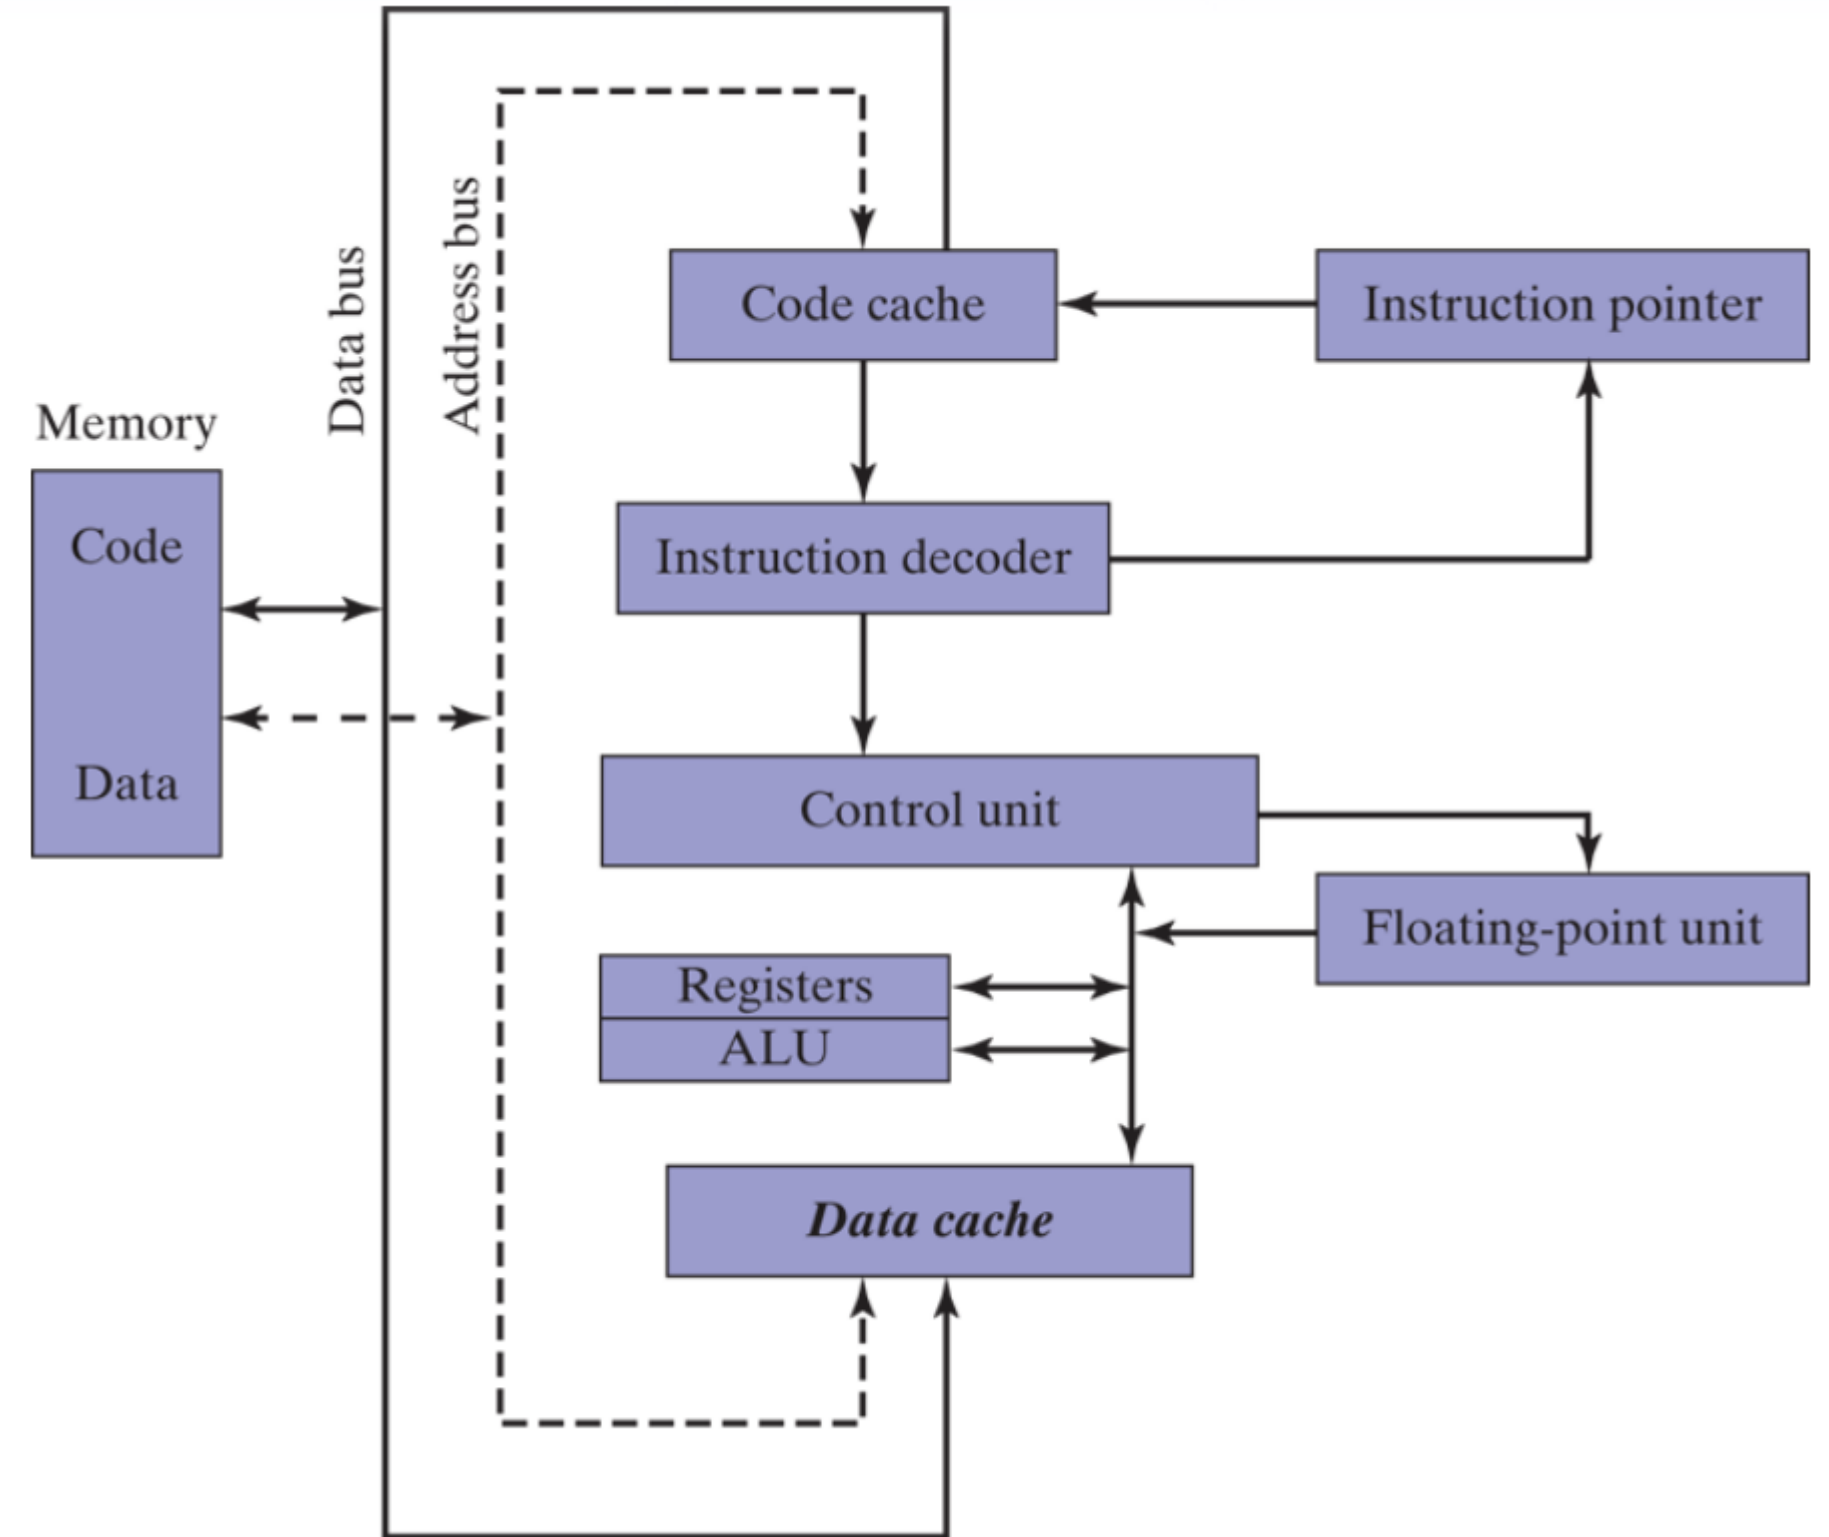 Data bus
Address bus
Memory
Code
Data
Code cache
Instruction pointer
Instruction decoder
Control unit
Floating-point unit
Registers
ALU
Data cache